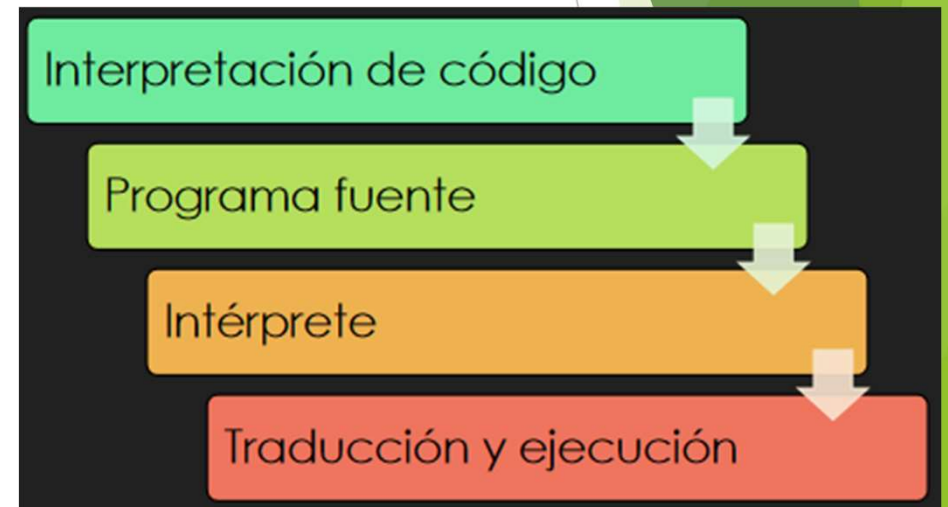 Interpretación de código
Programa fuente
Intérprete
Traducción y ejecución